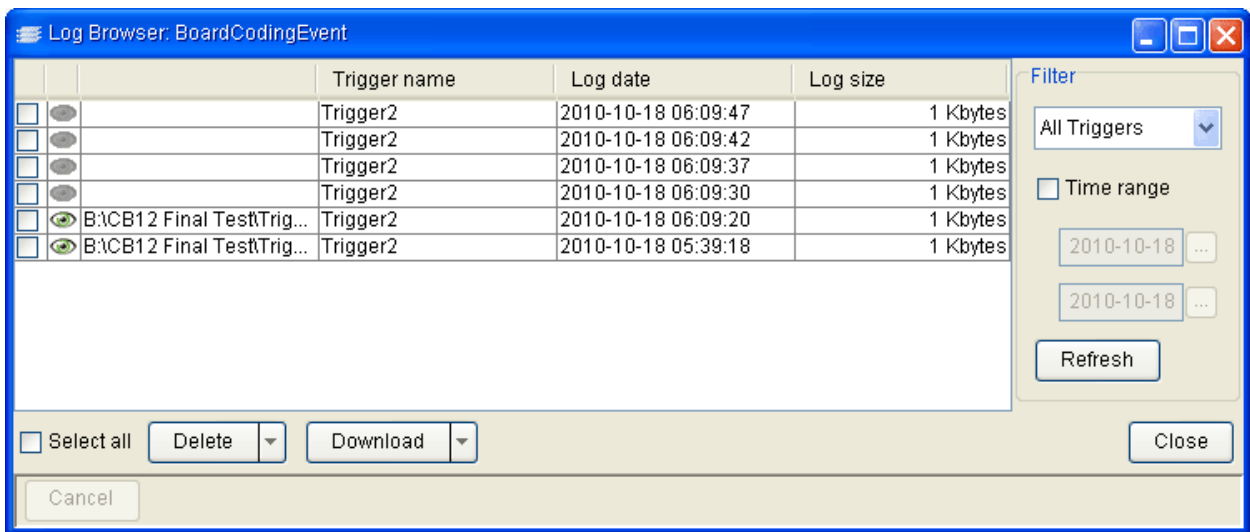 Log Browser: BoardCodingEvent
Trigger name Log date Log size
Trigger2 2010-10-18 06:09:47 1 Kbytes
Trigger2 2010-10-18 06:09:42 1 Kbytes
Trigger2 2010-10-18 06:09:37 1 Kbytes
Trigger2 2010-10-18 06:09:30 1 Kbytes
B:\CB12 Final Test\Trig... Trigger2 2010-10-18 06:09:20 1 Kbytes
B:\CB12 Final Test\Trig... Trigger2 2010-10-18 05:39:18 1 Kbytes
Filter
All Triggers
Time range
2010-10-18 ...
2010-10-18 ...
Refresh
Select all Delete Download Close
Cancel